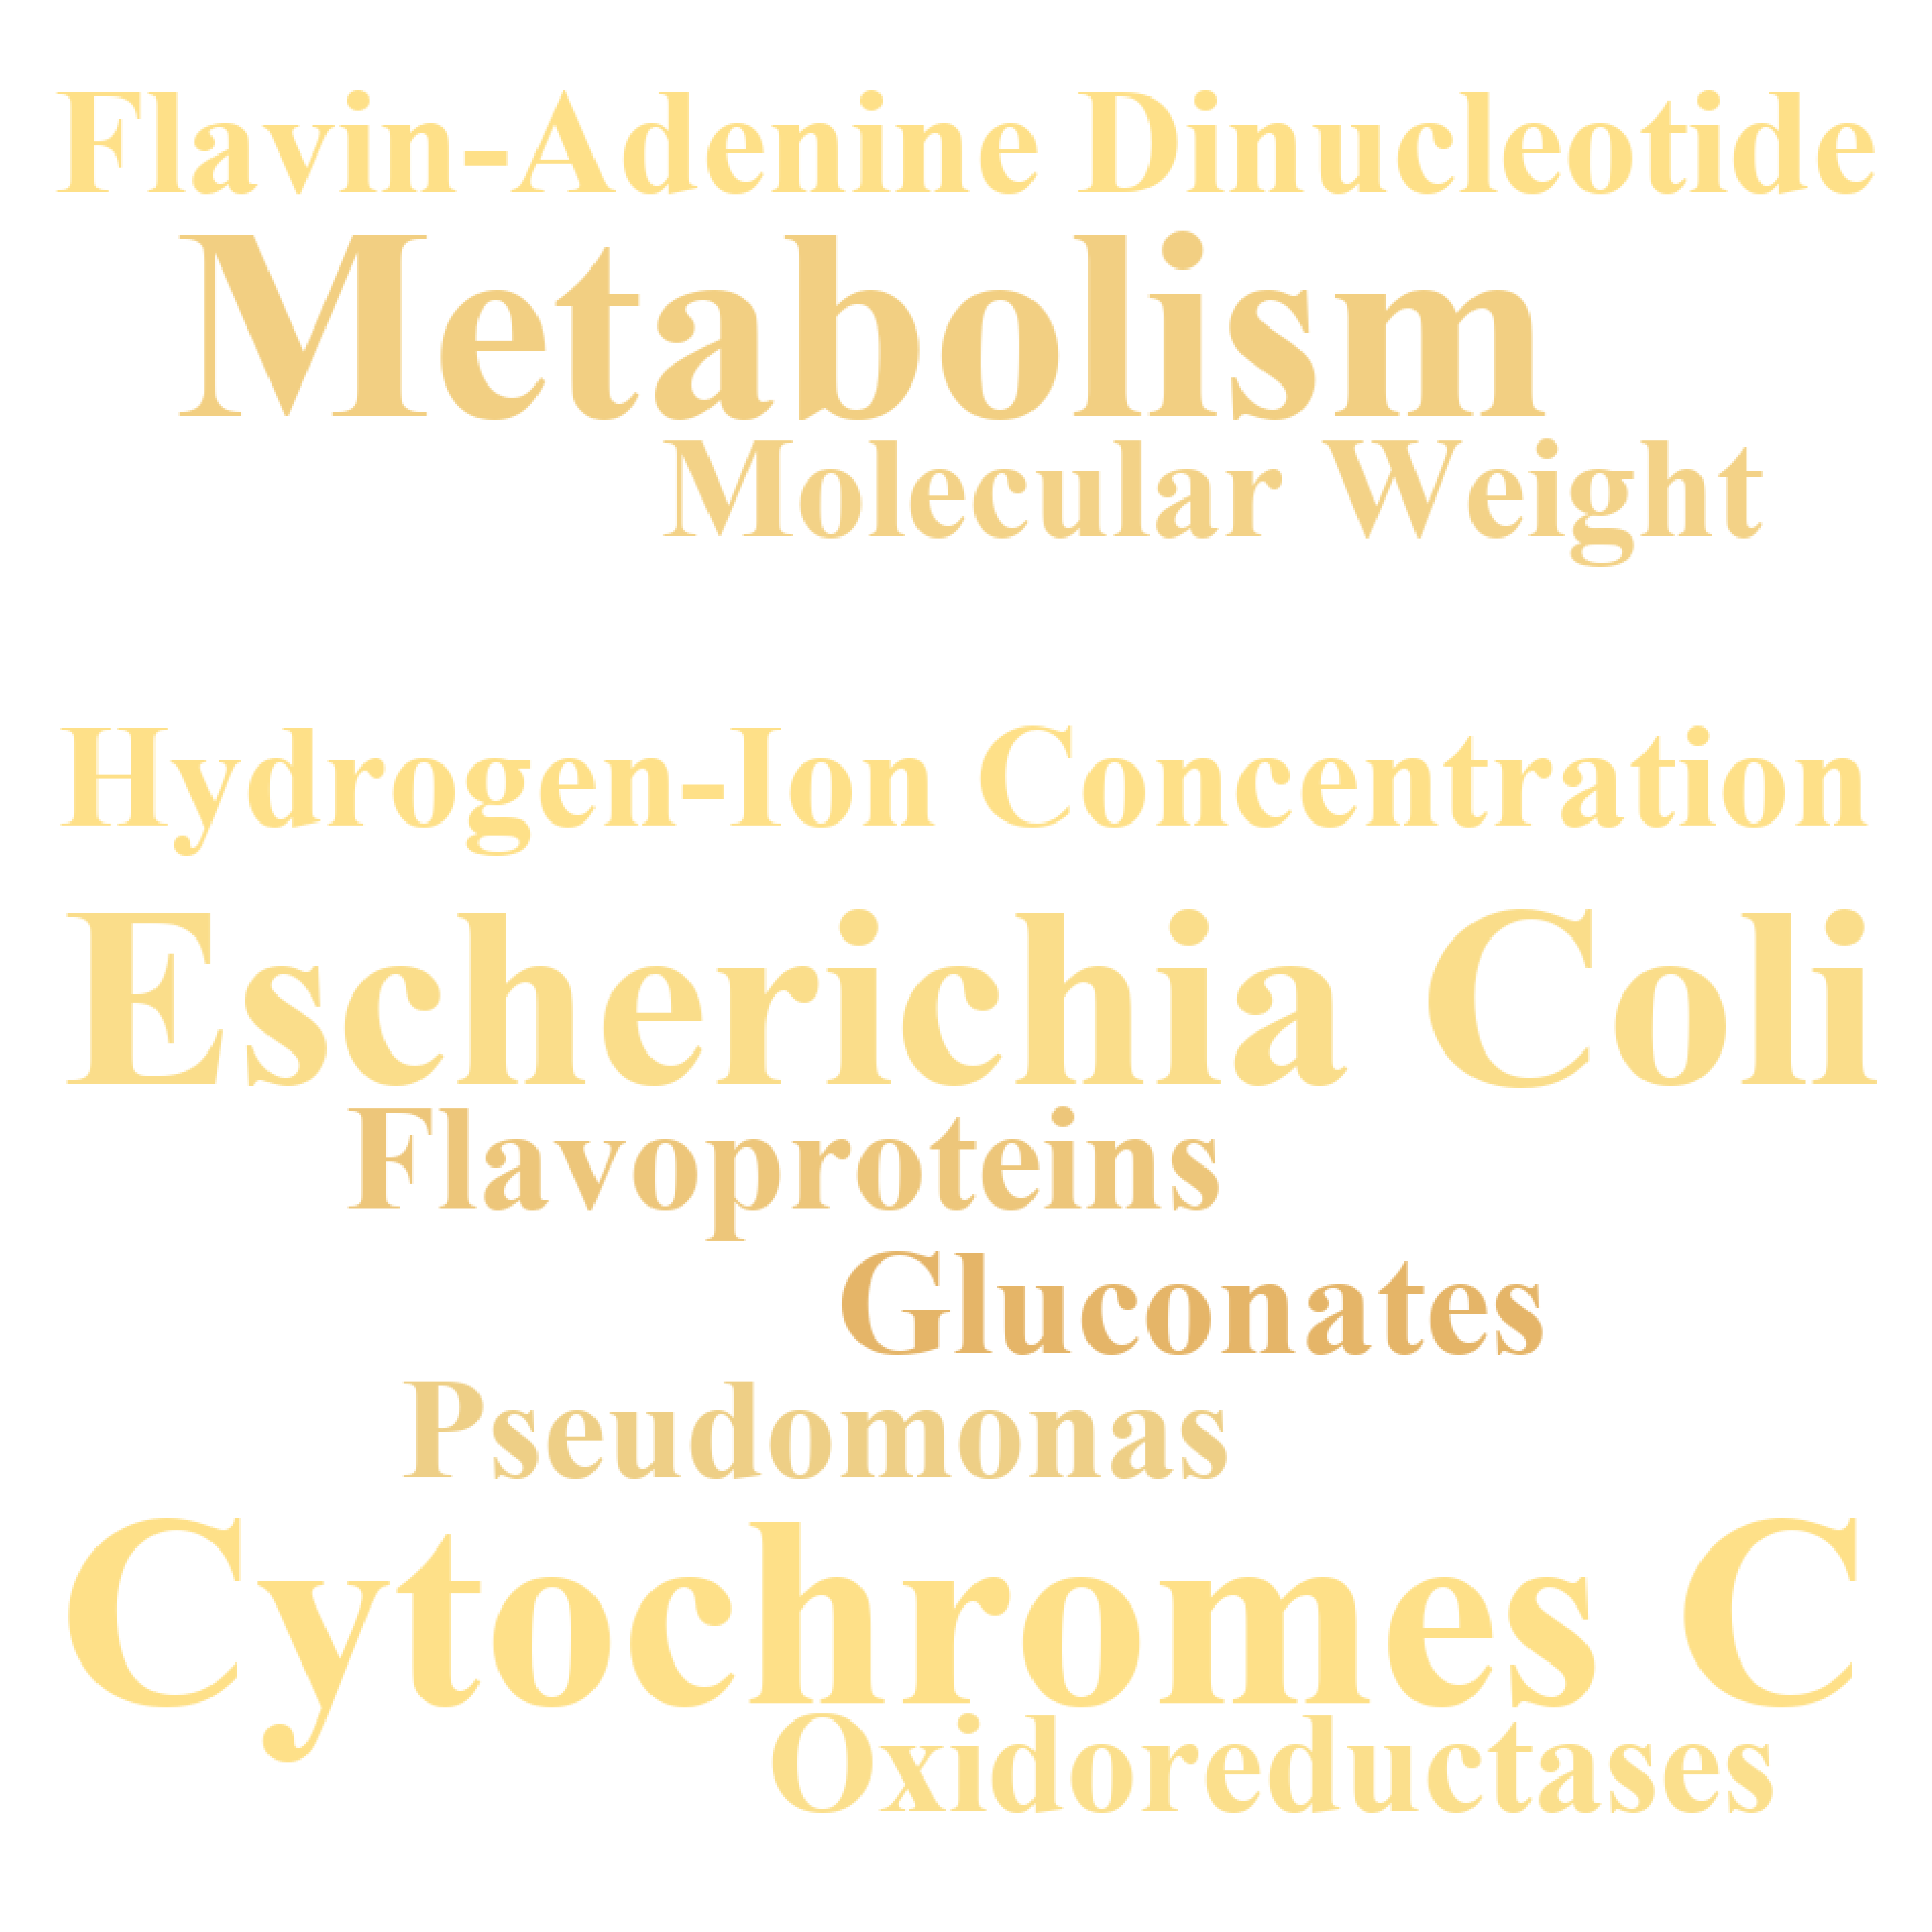 Flavin-Adenine Dinucleotide
Metabolism
Molecular Weight
Hydrogen-Ion Concentration
Escherichia Coli
Flavoproteins
Gluconates
Pseudomonas
Cytochromes C
Oxidoreductases